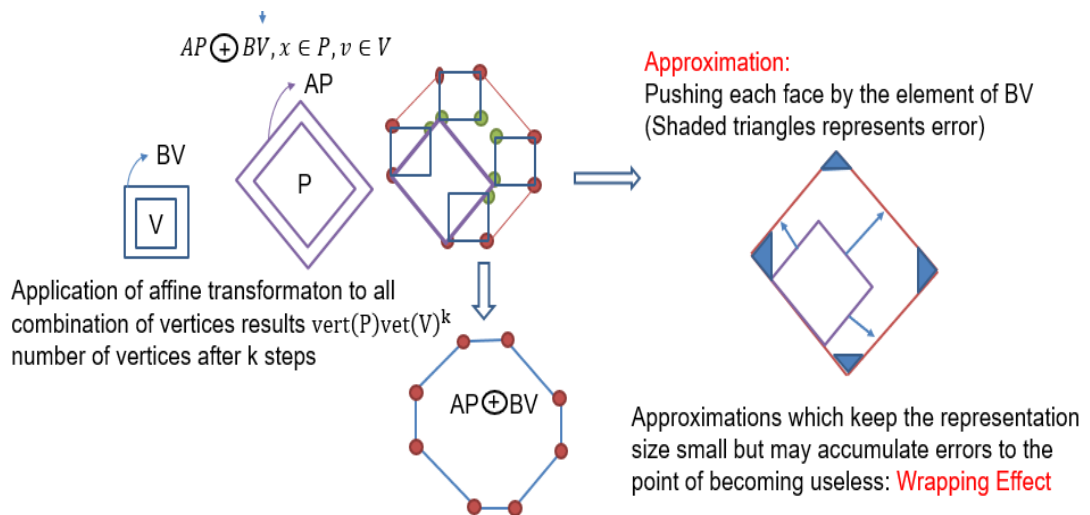 AP⊕BV, x ∈ P, v ∈ V
AP
BV
P
V
Application of affine transformaton to all
combination of vertices results vert(P)vet(V)^k
number of vertices after k steps
AP⊕BV
Approximation:
Pushing each face by the element of BV
(Shaded triangles represents error)
Approximations which keep the representation
size small but may accumulate errors to the
point of becoming useless: Wrapping Effect